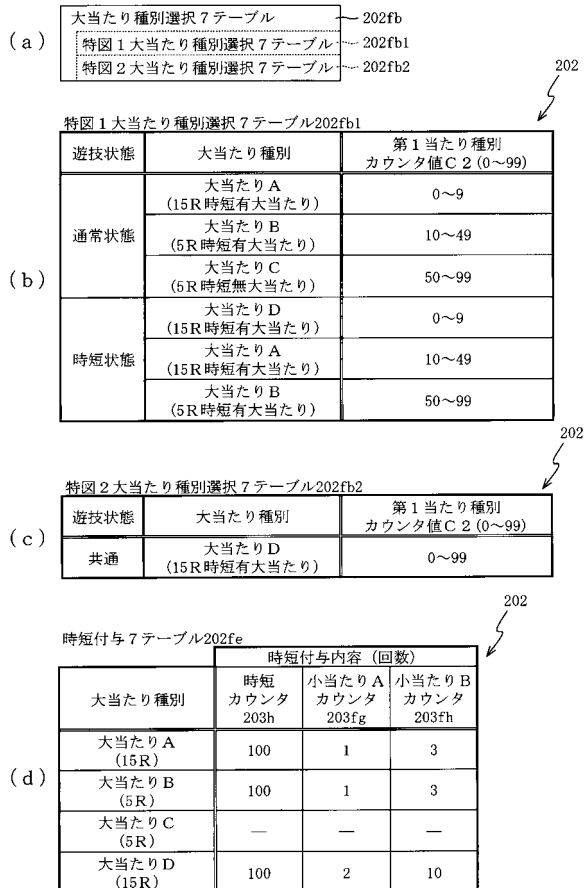 (a)
大当たり種別選択7テーブル 202fb
特図1大当たり種別選択7テーブル 202fb1
特図2大当たり種別選択7テーブル 202fb2
202
(b)
特図1大当たり種別選択7テーブル202fb1
遊技状態 大当たり種別 第1当たり種別
カウンタ値C2(0~99)
通常状態
大当たりA
(15R時短有大当たり) 0~9
大当たりB
(5R時短有大当たり) 10~49
大当たりC
(5R時短無大当たり) 50~99
時短状態
大当たりD
(15R時短有大当たり) 0~9
大当たりA
(15R時短有大当たり) 10~49
大当たりB
(5R時短有大当たり) 50~99
202
(c)
特図2大当たり種別選択7テーブル202fb2
遊技状態 大当たり種別 第1当たり種別
カウンタ値C2(0~99)
共通 大当たりD
(15R時短有大当たり) 0~99
202
(d)
時短付与7テーブル202fe
大当たり種別
時短付与内容(回数)
時短
カウンタ
203h
小当たりA
カウンタ
203fg
小当たりB
カウンタ
203fh
大当たりA
(15R) 100 1 3
大当たりB
(5R) 100 1 3
大当たりC
(5R) — — —
大当たりD
(15R) 100 2 10